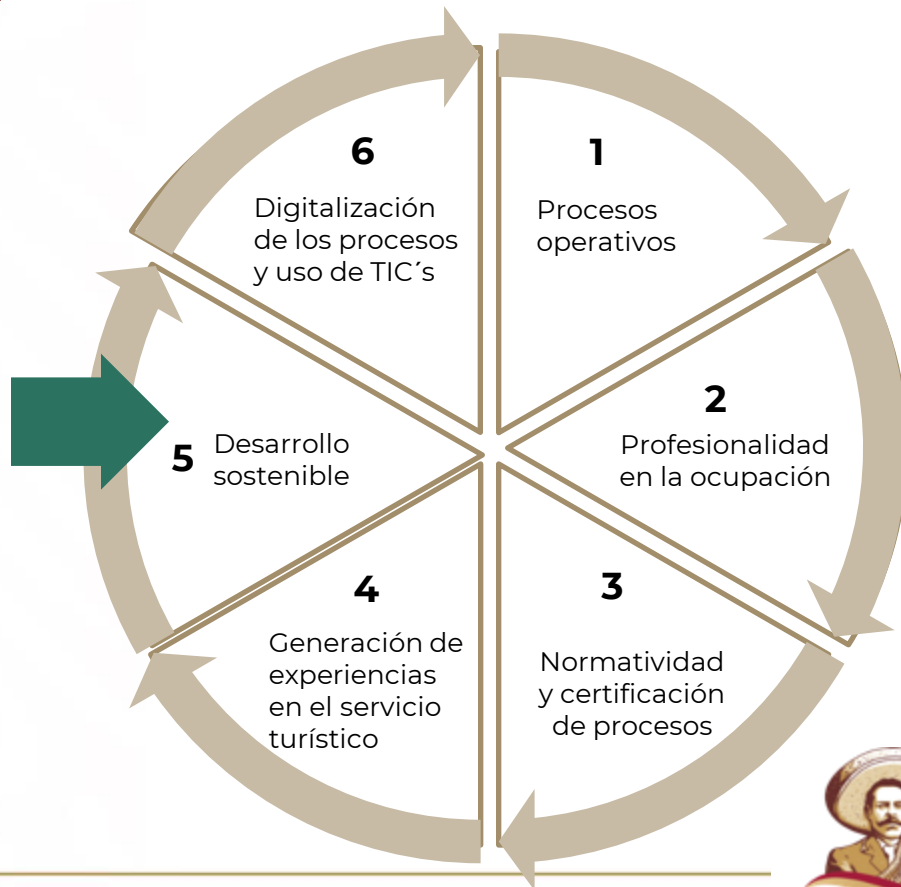 1
Procesos
operativos
2
Profesionalidad
en la ocupación
3
Normatividad
y certificación
de procesos
4
Generación de
experiencias
en el servicio
turístico
5
Desarrollo
sostenible
6
Digitalización
de los procesos
y uso de TIC´s